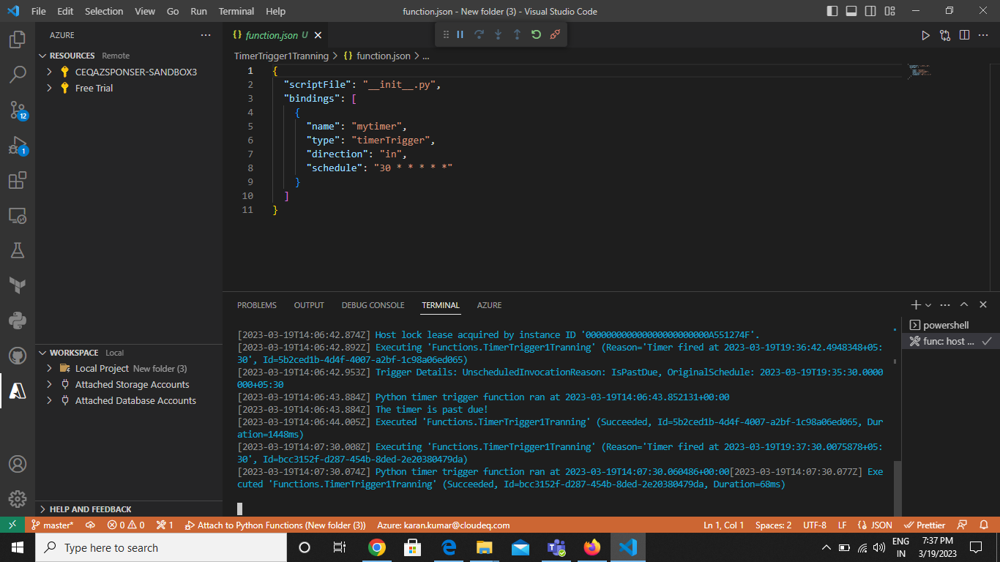 File Edit Selection View Go Run Terminal Help function.json - New folder (3) - Visual Studio Code
AZURE
RESOURCES Remote
CEQAZSPONSER-SANDBOX3
Free Trial
WORKSPACE Local
Local Project New folder (3)
Attached Storage Accounts
Attached Database Accounts
HELP AND FEEDBACK
12
1
{} function.json U
TimerTrigger1Tranning > {} function.json > ...
1 {
2 "scriptFile": "__init__.py",
3 "bindings": [
4 {
5 "name": "mytimer",
6 "type": "timerTrigger",
7 "direction": "in",
8 "schedule": "30 * * * * *"
9 }
10 ]
11 }
PROBLEMS OUTPUT DEBUG CONSOLE TERMINAL AZURE
[2023-03-19T14:06:42.874Z] Host lock lease acquired by instance ID '000000000000000000000000A551274F'.
[2023-03-19T14:06:42.892Z] Executing 'Functions.TimerTrigger1Tranning' (Reason='Timer fired at 2023-03-19T19:36:42.4948348+05:
30', Id=5b2ced1b-4d4f-4007-a2bf-1c98a06ed065)
[2023-03-19T14:06:42.953Z] Trigger Details: UnscheduledInvocationReason: IsPastDue, OriginalSchedule: 2023-03-19T19:35:30.0000
000+05:30
[2023-03-19T14:06:43.884Z] Python timer trigger function ran at 2023-03-19T14:06:43.852131+00:00
[2023-03-19T14:06:43.884Z] The timer is past due!
[2023-03-19T14:06:44.005Z] Executed 'Functions.TimerTrigger1Tranning' (Succeeded, Id=5b2ced1b-4d4f-4007-a2bf-1c98a06ed065, Dur
ation=1448ms)
[2023-03-19T14:07:30.008Z] Executing 'Functions.TimerTrigger1Tranning' (Reason='Timer fired at 2023-03-19T19:37:30.0075878+05:
30', Id=bcc3152f-d287-454b-8ded-2e20380479da)
[2023-03-19T14:07:30.074Z] Python timer trigger function ran at 2023-03-19T14:07:30.060486+00:00[2023-03-19T14:07:30.077Z] Exe
cuted 'Functions.TimerTrigger1Tranning' (Succeeded, Id=bcc3152f-d287-454b-8ded-2e20380479da, Duration=68ms)
powershell
func: host ...
master* 0 0 1 Attach to Python Functions (New folder (3)) Azure: karan.kumar@cloudeq.com Ln 1, Col 1 Spaces: 2 UTF-8 LF {} JSON Prettier
Type here to search
ENG
IN
7:37 PM
3/19/2023